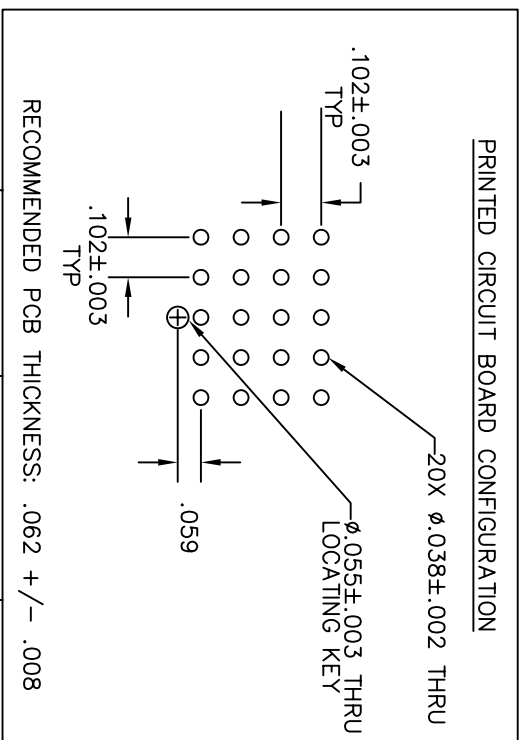 PRINTED CIRCUIT BOARD CONFIGURATION
20X ø.038±.002 THRU
ø.055±.003 THRU
LOCATING KEY
.102±.003
TYP
.102±.003
TYP
.059
RECOMMENDED PCB THICKNESS: .062 +/- .008